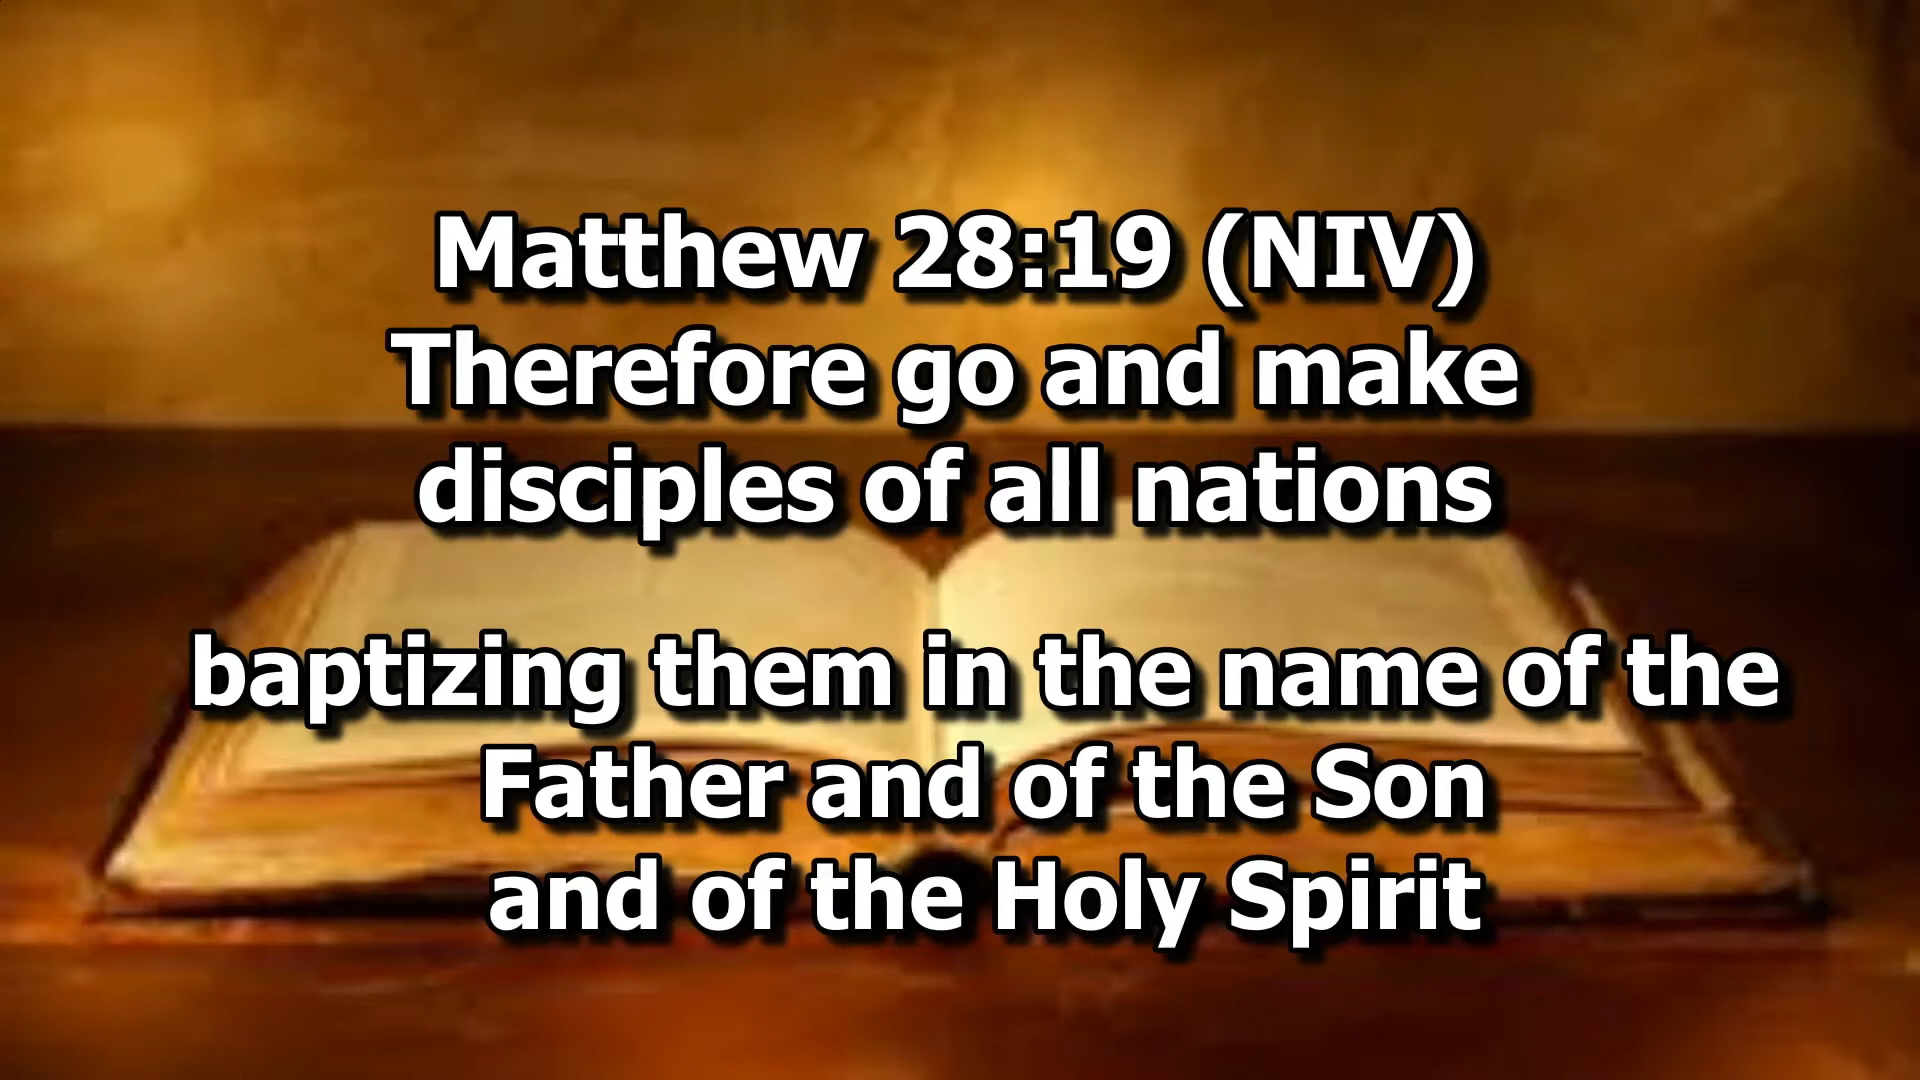 Matthew 28:19 (NIV)
Therefore go and make
disciples of all nations
baptizing them in the name of the
Father and of the Son
and of the Holy Spirit